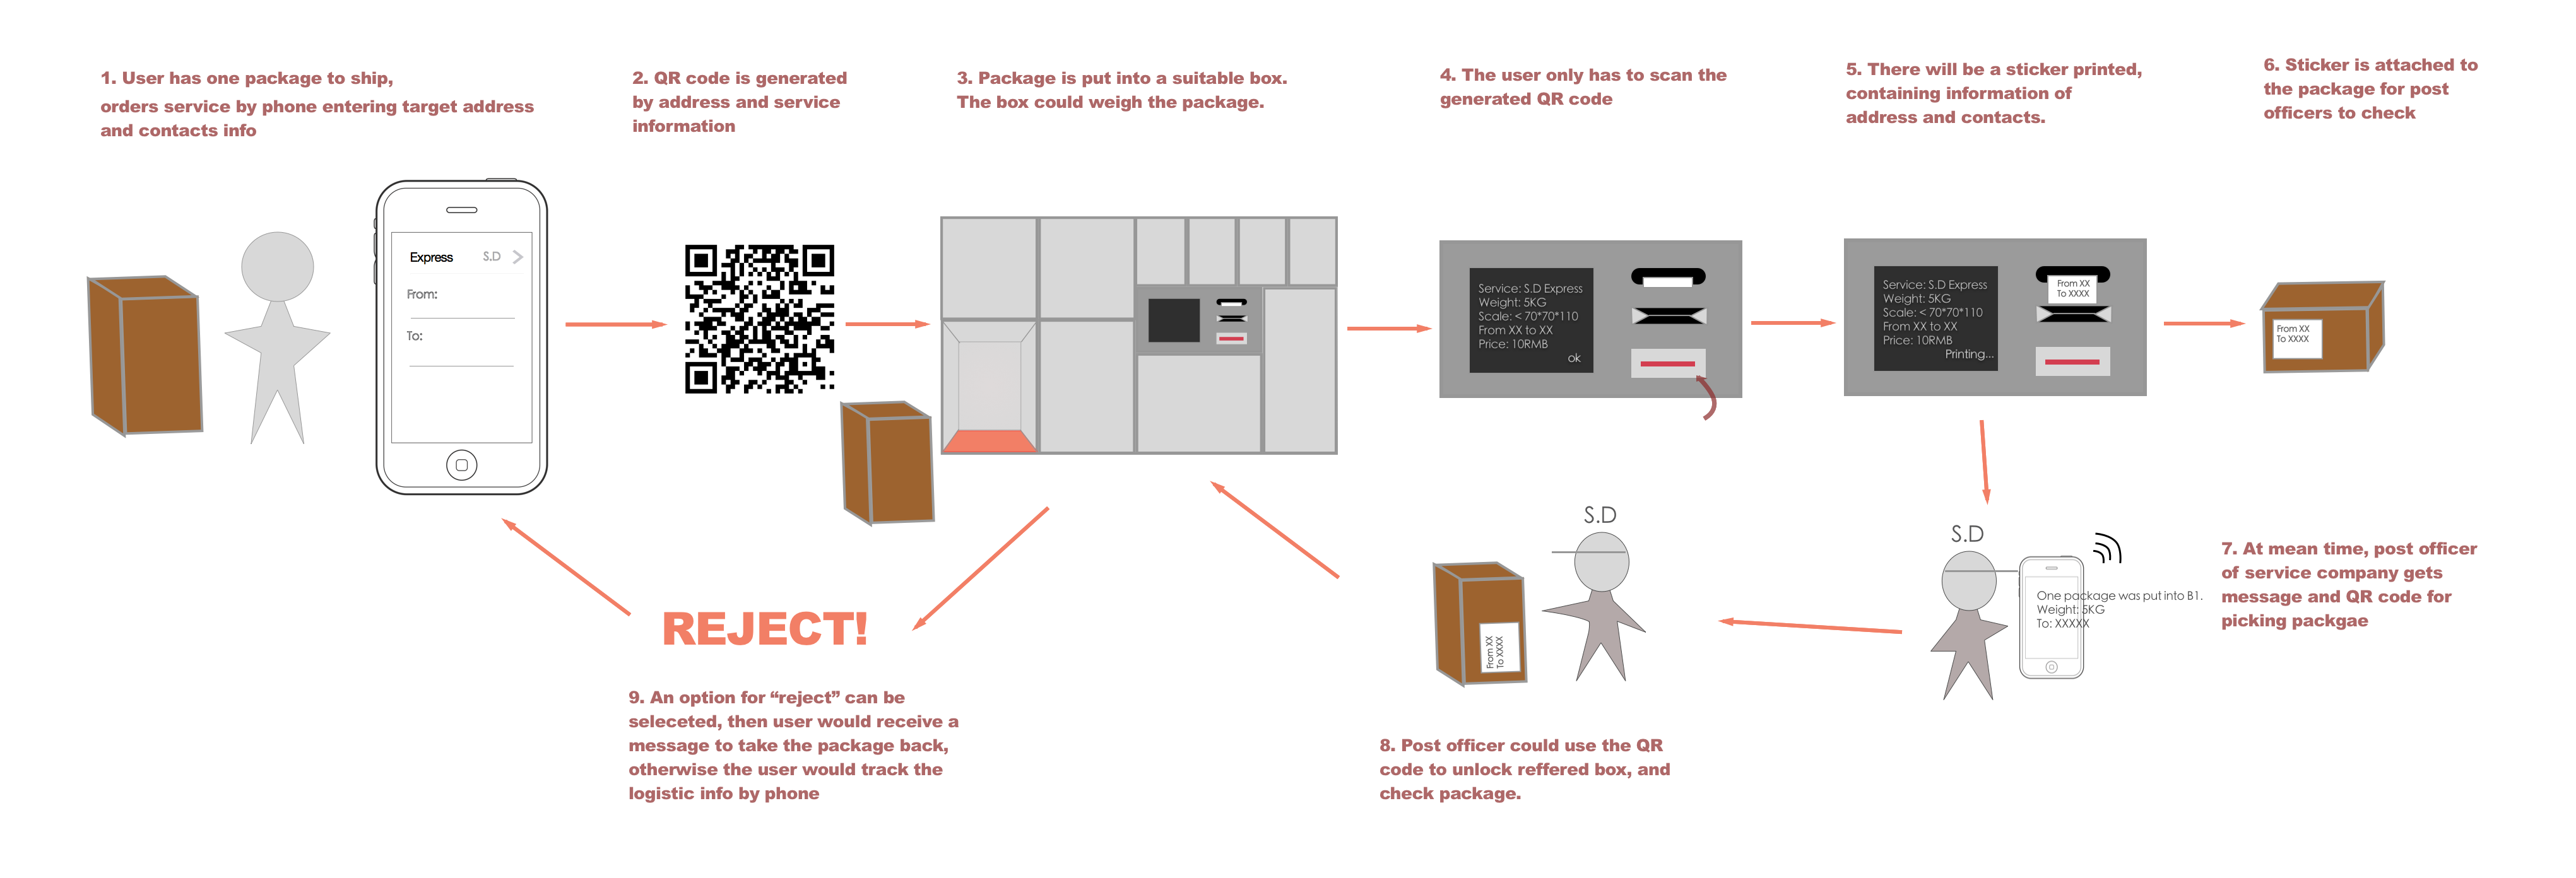 1. User has one package to ship,
orders service by phone entering target address
and contacts info
2. QR code is generated
by address and service
information
3. Package is put into a suitable box.
The box could weigh the package.
4. The user only has to scan the
generated QR code
5. There will be a sticker printed,
containing information of
address and contacts.
6. Sticker is attached to
the package for post
officers to check
Express S.D
From:
To:
Service: S.D Express
Weight: 5KG
Scale: < 70*70*110
From XX to XX
Price: 10RMB
ok
Service: S.D Express
Weight: 5KG
Scale: < 70*70*110
From XX to XX
Price: 10RMB
Printing...
From XX
To XXXX
From XX
To XXXX
S.D
One package was put into B1.
Weight: 5KG
To: XXXXX
7. At mean time, post officer
of service company gets
message and QR code for
picking packgae
S.D
From XX
To XXXX
8. Post officer could use the QR
code to unlock reffered box, and
check package.
REJECT!
9. An option for “reject” can be
seleceted, then user would receive a
message to take the package back,
otherwise the user would track the
logistic info by phone